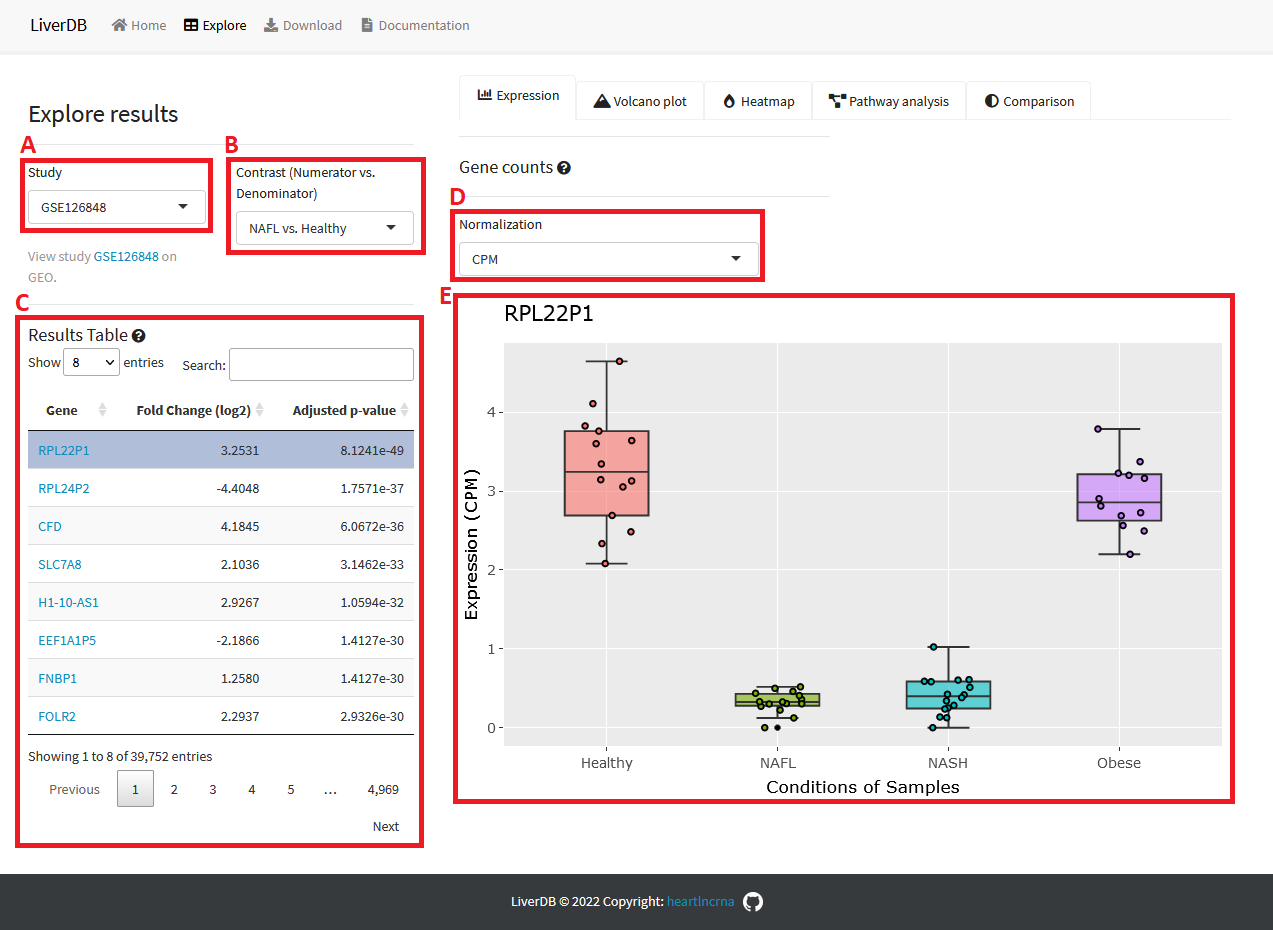 LiverDB Home Explore Download Documentation
Explore results
A
Study
GSE126848
View study GSE126848 on
GEO.
B
Contrast (Numerator vs.
Denominator)
NAFL vs. Healthy
C
Results Table
Show 8 entries Search:
Gene Fold Change (log2) Adjusted p-value
RPL22P1 3.2531 8.1241e-49
RPL24P2 -4.4048 1.7571e-37
CFD 4.1845 6.0672e-36
SLC7A8 2.1036 3.1462e-33
H1-10-AS1 2.9267 1.0594e-32
EEF1A1P5 -2.1866 1.4127e-30
FNBP1 1.2580 1.4127e-30
FOLR2 2.2937 2.9326e-30
Showing 1 to 8 of 39,752 entries
Previous 1 2 3 4 5 … 4,969
Next
Expression Volcano plot Heatmap Pathway analysis Comparison
Gene counts
D
Normalization
CPM
E
RPL22P1
Expression (CPM)
4
3
2
1
0
Healthy NAFL NASH Obese
Conditions of Samples
LiverDB © 2022 Copyright: heartlncrna